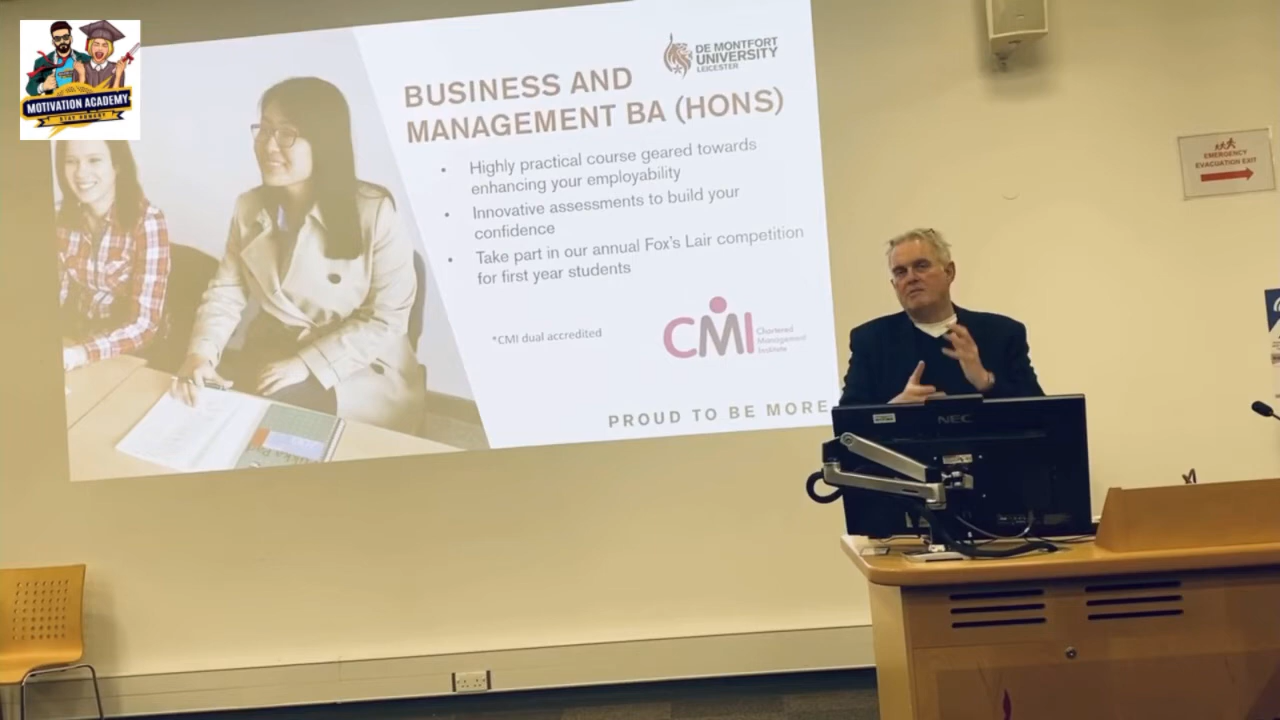 MOTIVATION ACADEMY
STAY HUNGRY
DE MONTFORT
UNIVERSITY
LEICESTER
BUSINESS AND
MANAGEMENT BA (HONS)
• Highly practical course geared towards
enhancing your employability
• Innovative assessments to build your
confidence
• Take part in our annual Fox's Lair competition
for first year students
*CMI dual accredited
CMI
Chartered
Management
Institute
PROUD TO BE MORE
EMERGENCY
EVACUATION EXIT
NEC